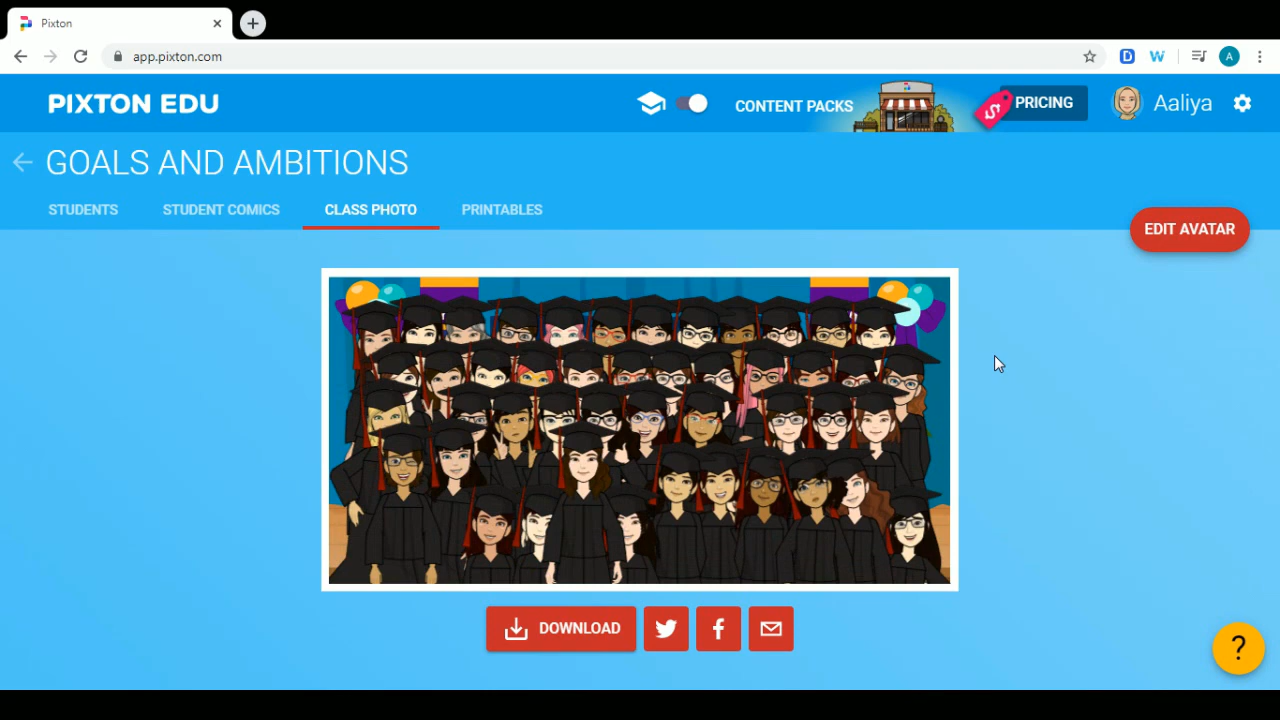 Pixton
app.pixton.com
A
PIXTON EDU
CONTENT PACKS
PRICING
Aaliya
GOALS AND AMBITIONS
STUDENTS
STUDENT COMICS
CLASS PHOTO
PRINTABLES
EDIT AVATAR
DOWNLOAD
?